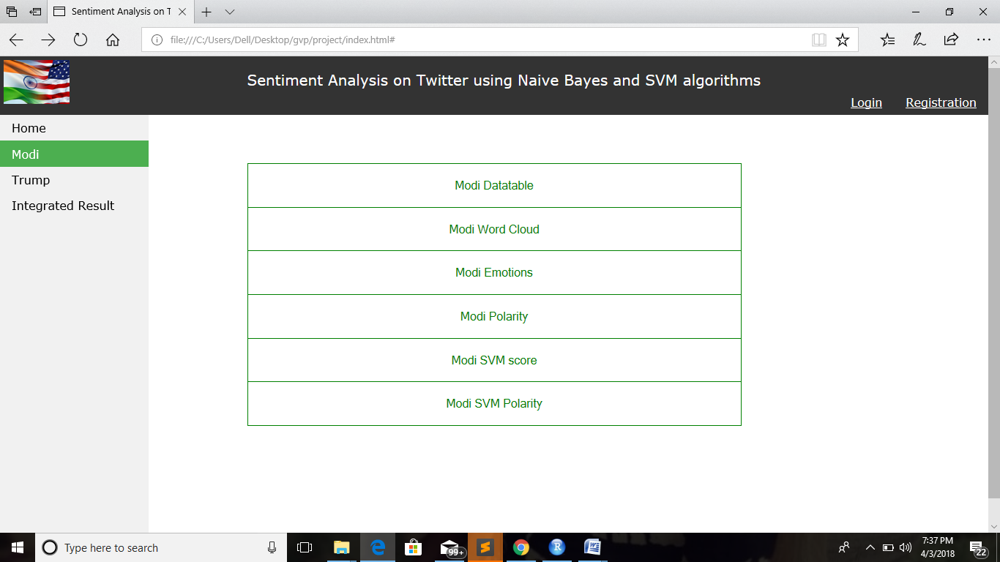 Sentiment Analysis on T
file:///C:/Users/Dell/Desktop/gvp/project/index.html#
Sentiment Analysis on Twitter using Naive Bayes and SVM algorithms
Login Registration
Home
Modi
Trump
Integrated Result
Modi Datatable
Modi Word Cloud
Modi Emotions
Modi Polarity
Modi SVM score
Modi SVM Polarity
Type here to search
99+
R
W
7:37 PM
4/3/2018
22